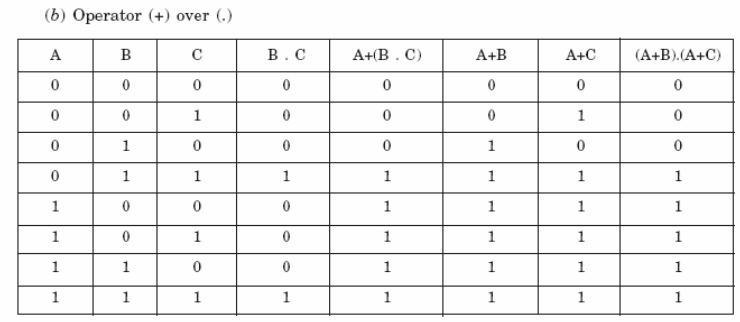 (b) Operator (+) over (.)
A B C B . C A+(B . C) A+B A+C (A+B).(A+C)
0 0 0 0 0 0 0 0
0 0 1 0 0 0 1 0
0 1 0 0 0 1 0 0
0 1 1 1 1 1 1 1
1 0 0 0 1 1 1 1
1 0 1 0 1 1 1 1
1 1 0 0 1 1 1 1
1 1 1 1 1 1 1 1